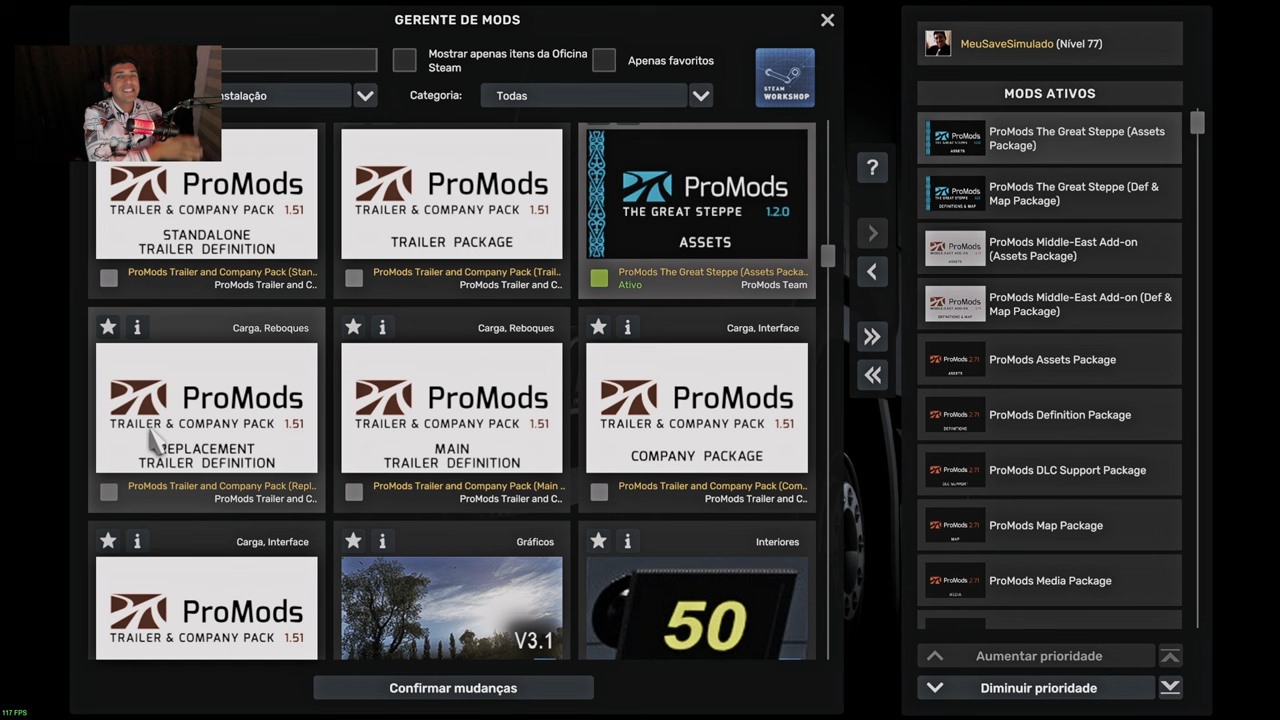 GERENTE DE MODS
Mostrar apenas itens da Oficina
Steam
Apenas favoritos
STEAM
WORKSHOP
nstalação
Categoria:
Todas
ProMods
TRAILER & COMPANY PACK 1.51
STANDALONE
TRAILER DEFINITION
ProMods Trailer and Company Pack (Stan..
ProMods Trailer and C..
ProMods
TRAILER & COMPANY PACK 1.51
TRAILER PACKAGE
ProMods Trailer and Company Pack (Trail..
ProMods Trailer and C..
ProMods
THE GREAT STEPPE 1.2.0
ASSETS
ProMods The Great Steppe (Assets Packa..
Ativo
ProMods Team
Carga, Reboques
ProMods
TRAILER & COMPANY PACK 1.51
REPLACEMENT
TRAILER DEFINITION
ProMods Trailer and Company Pack (Repl..
ProMods Trailer and C..
Carga, Reboques
ProMods
TRAILER & COMPANY PACK 1.51
MAIN
TRAILER DEFINITION
ProMods Trailer and Company Pack (Main ..
ProMods Trailer and C..
Carga, Interface
ProMods
TRAILER & COMPANY PACK 1.51
COMPANY PACKAGE
ProMods Trailer and Company Pack (Com..
ProMods Trailer and C..
Carga, Interface
ProMods
TRAILER & COMPANY PACK 1.51
Gráficos
V3.1
Interiores
50
Confirmar mudanças
?
MeuSaveSimulado (Nível 77)
MODS ATIVOS
ProMods The Great Steppe (Assets
Package)
ProMods The Great Steppe (Def &
Map Package)
ProMods Middle-East Add-on
(Assets Package)
ProMods Middle-East Add-on (Def &
Map Package)
ProMods Assets Package
ProMods Definition Package
ProMods DLC Support Package
ProMods Map Package
ProMods Media Package
Aumentar prioridade
Diminuir prioridade
117 FPS